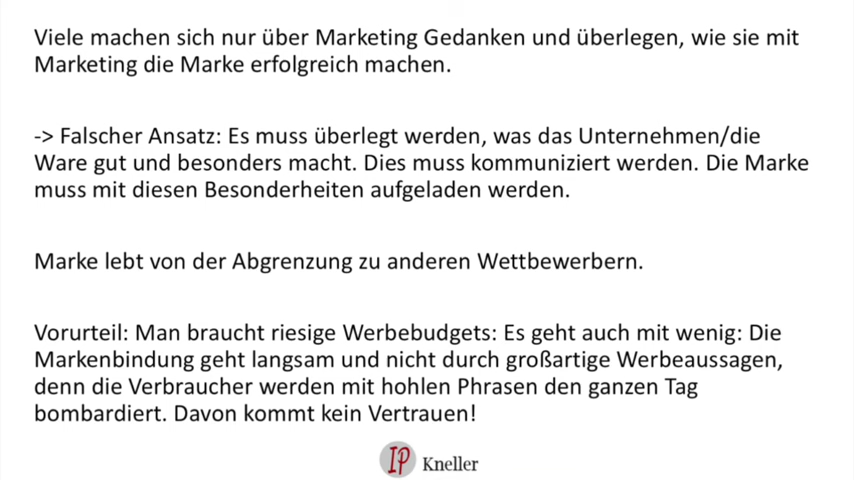 Viele machen sich nur über Marketing Gedanken und überlegen, wie sie mit
Marketing die Marke erfolgreich machen.
-> Falscher Ansatz: Es muss überlegt werden, was das Unternehmen/die
Ware gut und besonders macht. Dies muss kommuniziert werden. Die Marke
muss mit diesen Besonderheiten aufgeladen werden.
Marke lebt von der Abgrenzung zu anderen Wettbewerbern.
Vorurteil: Man braucht riesige Werbebudgets: Es geht auch mit wenig: Die
Markenbindung geht langsam und nicht durch großartige Werbeaussagen,
denn die Verbraucher werden mit hohlen Phrasen den ganzen Tag
bombardiert. Davon kommt kein Vertrauen!
IP Kneller